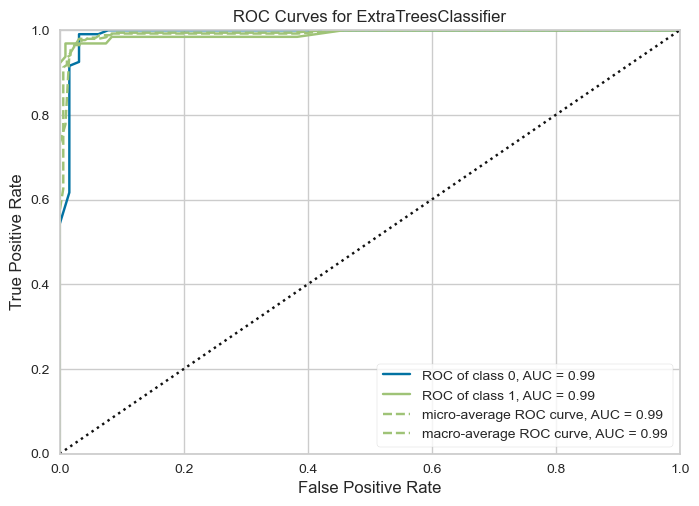 ROC Curves for ExtraTreesClassifier
1.0
0.8
0.6
0.4
0.2
0.0
True Positive Rate
ROC of class 0, AUC = 0.99
ROC of class 1, AUC = 0.99
micro-average ROC curve, AUC = 0.99
macro-average ROC curve, AUC = 0.99
0.0 0.2 0.4 0.6 0.8 1.0
False Positive Rate